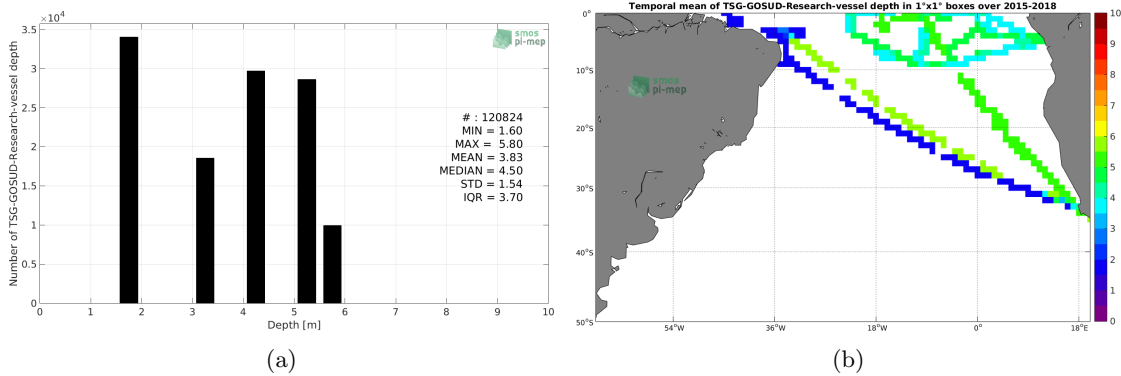 ×10⁴
3.5
3
2.5
2
1.5
1
0.5
0
Number of TSG-GOSUD-Research-vessel depth
smos
pi-mep
# : 120824
MIN = 1.60
MAX = 5.80
MEAN = 3.83
MEDIAN = 4.50
STD = 1.54
IQR = 3.70
0 1 2 3 4 5 6 7 8 9 10
Depth [m]
(a)
Temporal mean of TSG-GOSUD-Research-vessel depth in 1°x1° boxes over 2015-2018
0°
10°S
20°S
30°S
40°S
50°S
smos
pi-mep
54°W 36°W 18°W 0° 18°E
10
9
8
7
6
5
4
3
2
1
0
(b)